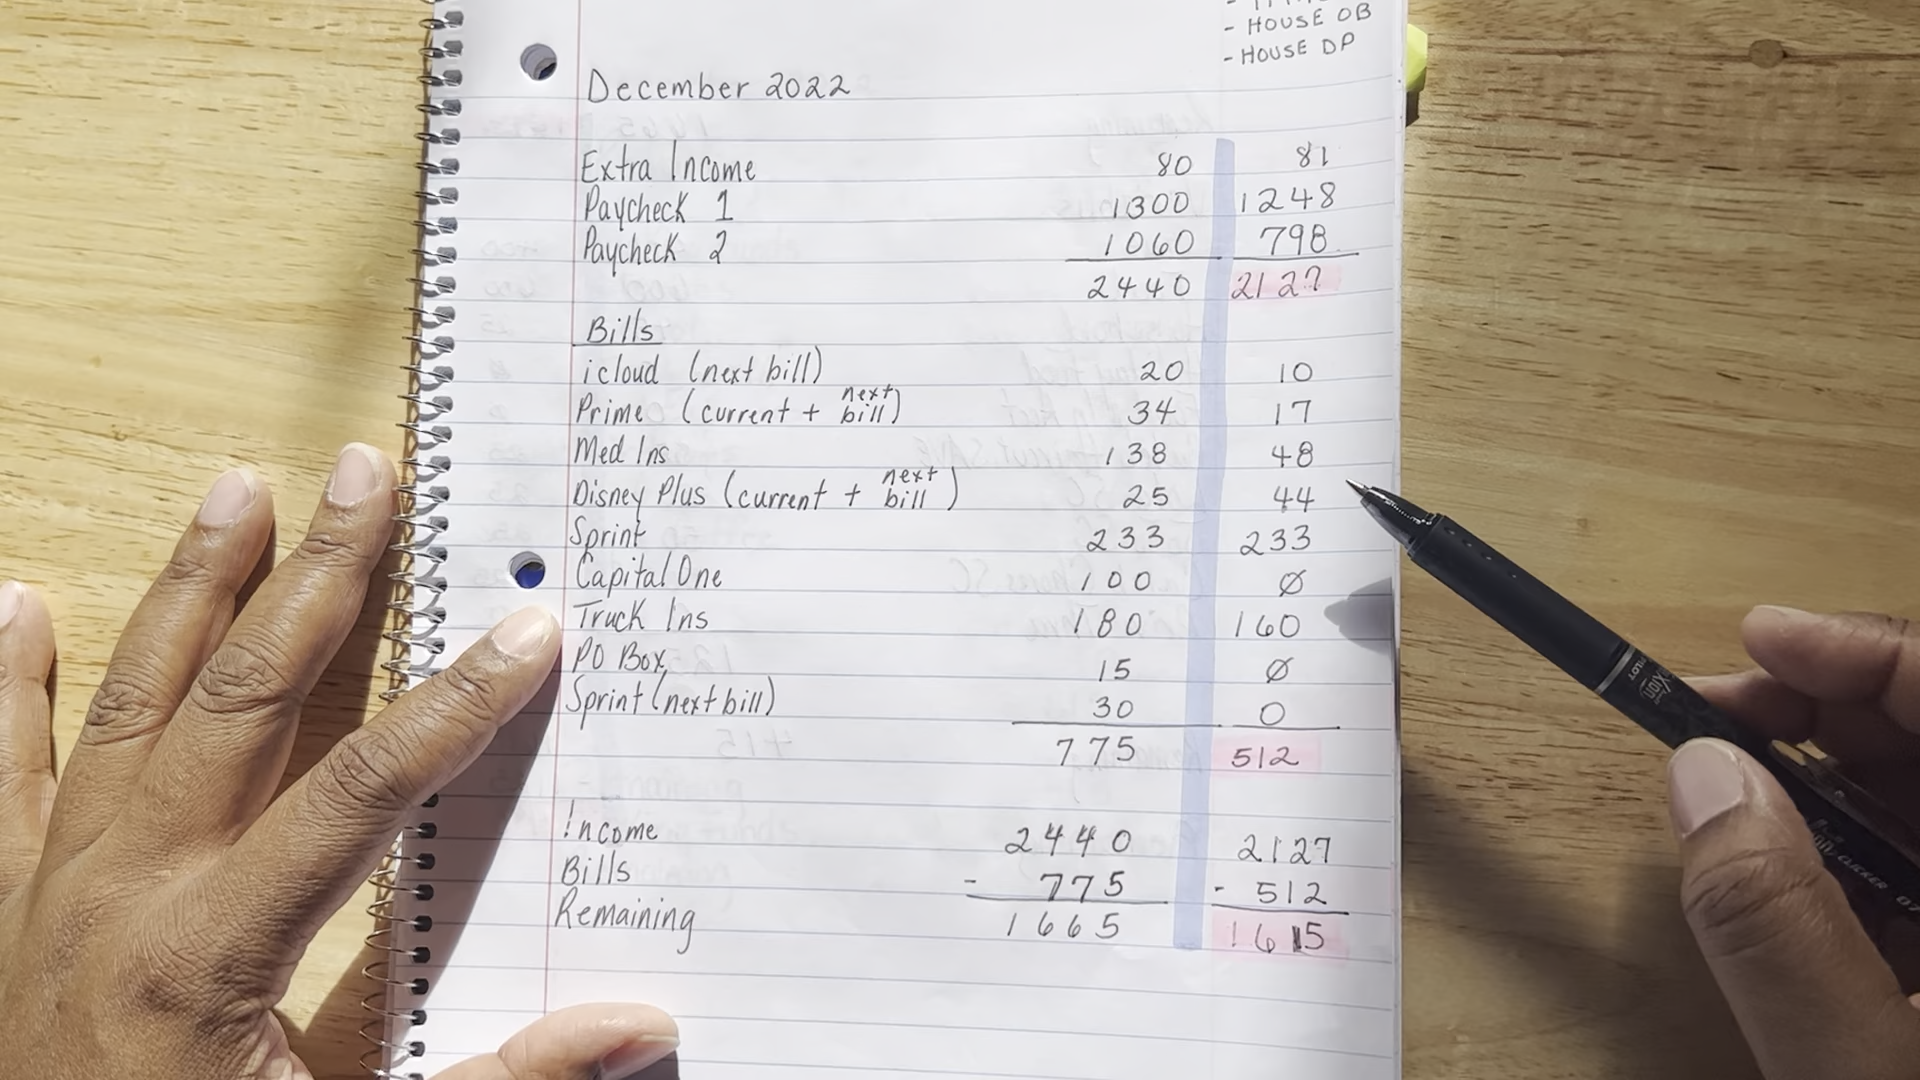 - HOUSE OB
- HOUSE DP
December 2022
Extra Income 80 81
Paycheck 1 1300 1248
Paycheck 2 1060 798
2440 2127
Bills
icloud (next bill) 20 10
Prime (current + next bill) 34 17
Med Ins 138 48
Disney Plus (current + next bill) 25 44
Sprint 233 233
Capital One 100 Ø
Truck Ins 180 160
PO Box 15 Ø
Sprint (next bill) 30 0
775 512
Income 2440 2127
Bills - 775 - 512
Remaining 1665 1615
PILOT